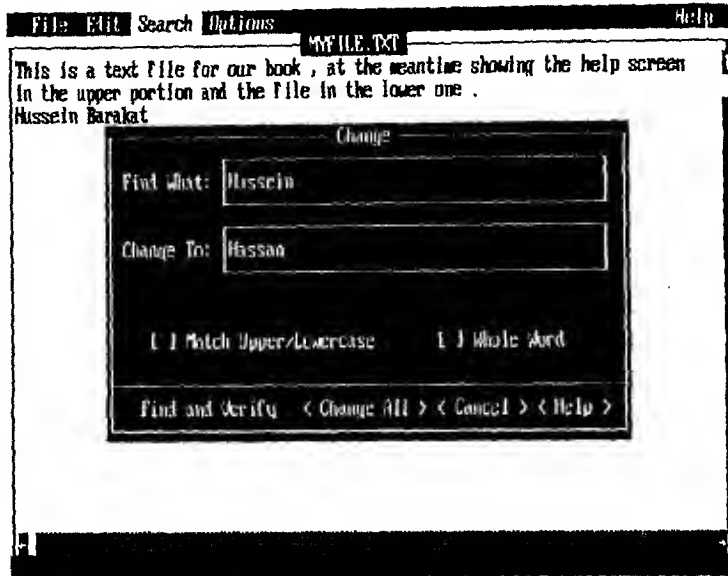 File Edit Search Options Help
MYFILE.TXT
This is a text file for our book , at the meantime showing the help screen
in the upper portion and the file in the lower one .
Hussein Barakat
Change
Find What: Hussein
Change To: Hassan
[ ] Match Upper/Lowercase [ ] Whole Word
Find and Verify < Change All > < Cancel > < Help >